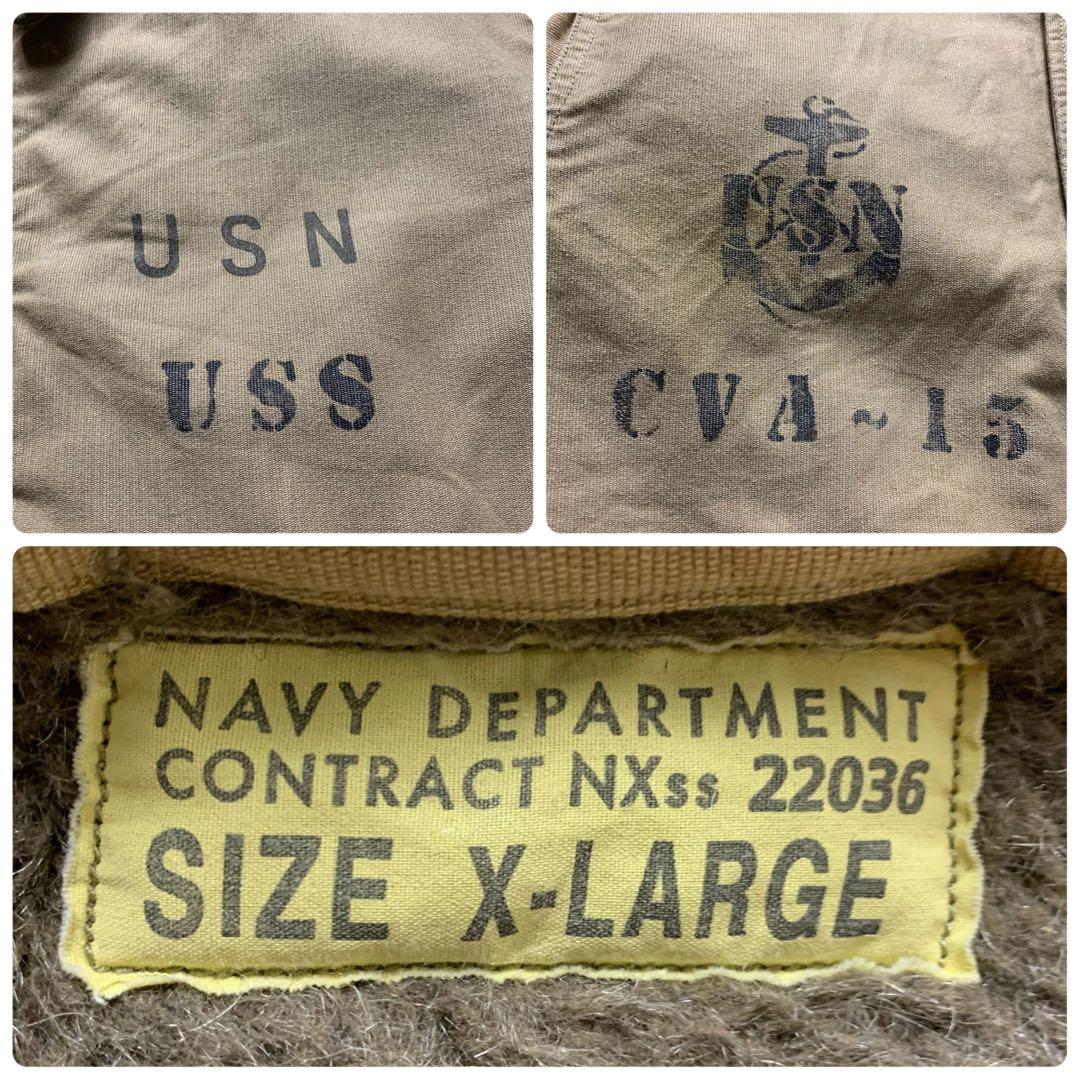 USN
USS
USN
CVA-15
NAVY DEPARTMENT
CONTRACT NXss 22036
SIZE X-LARGE